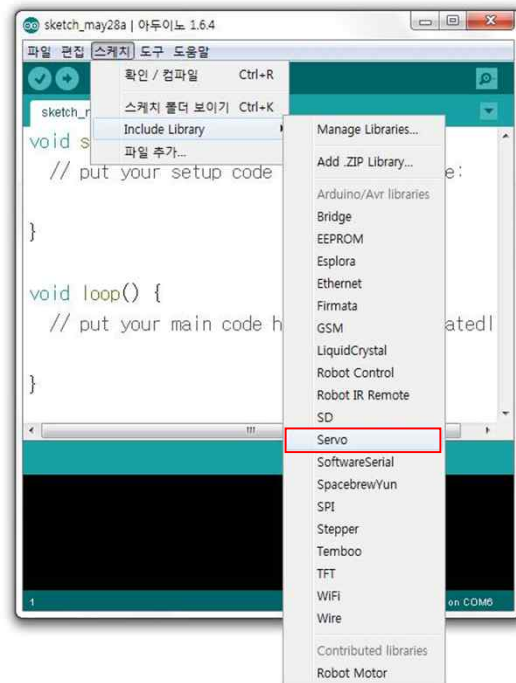 sketch_may28a | 아두이노 1.6.4
파일 편집 스케치 도구 도움말
확인 / 컴파일 Ctrl+R
스케치 폴더 보이기 Ctrl+K
Include Library
파일 추가...
Manage Libraries...
Add .ZIP Library...
Arduino/Avr libraries
Bridge
EEPROM
Esplora
Ethernet
Firmata
GSM
LiquidCrystal
Robot Control
Robot IR Remote
SD
Servo
SoftwareSerial
SpacebrewYun
SPI
Stepper
Temboo
TFT
WiFi
Wire
Contributed libraries
Robot Motor
sketch_r
void s
// put your setup code e:
}
void loop() {
// put your main code h atedl
}
1 on COM6